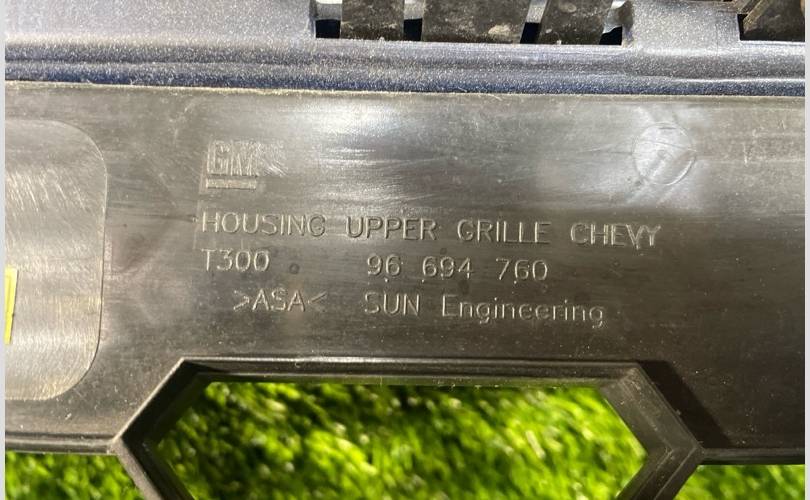 GM
HOUSING UPPER GRILLE CHEVY
T300 96 694 760
>ASA< SUN Engineering